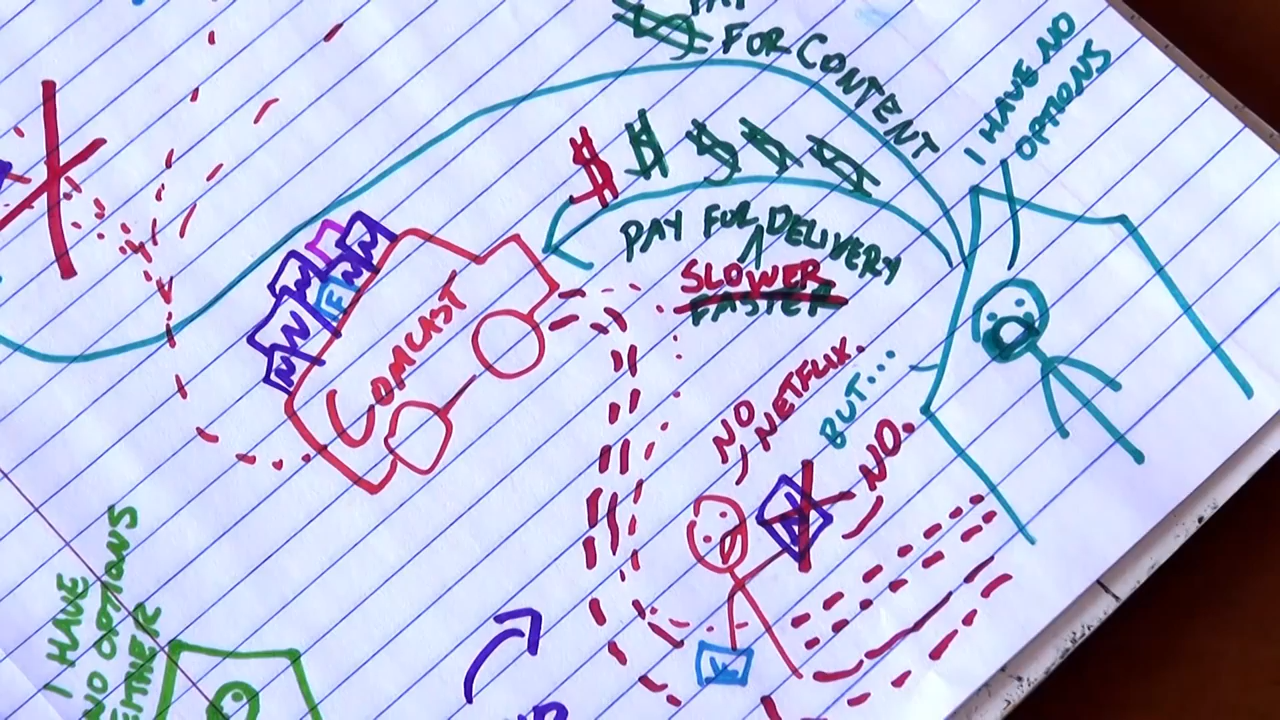 PAY
$ FOR CONTENT
I HAVE NO
OPTIONS
$ $ $ $ $
PAY FOR DELIVERY
SLOWER
FASTER
N N
F N
N
N
COMCAST
NO
NETFLIX.
BUT...
N
NO.
I HAVE
NO OPTIONS
EITHER